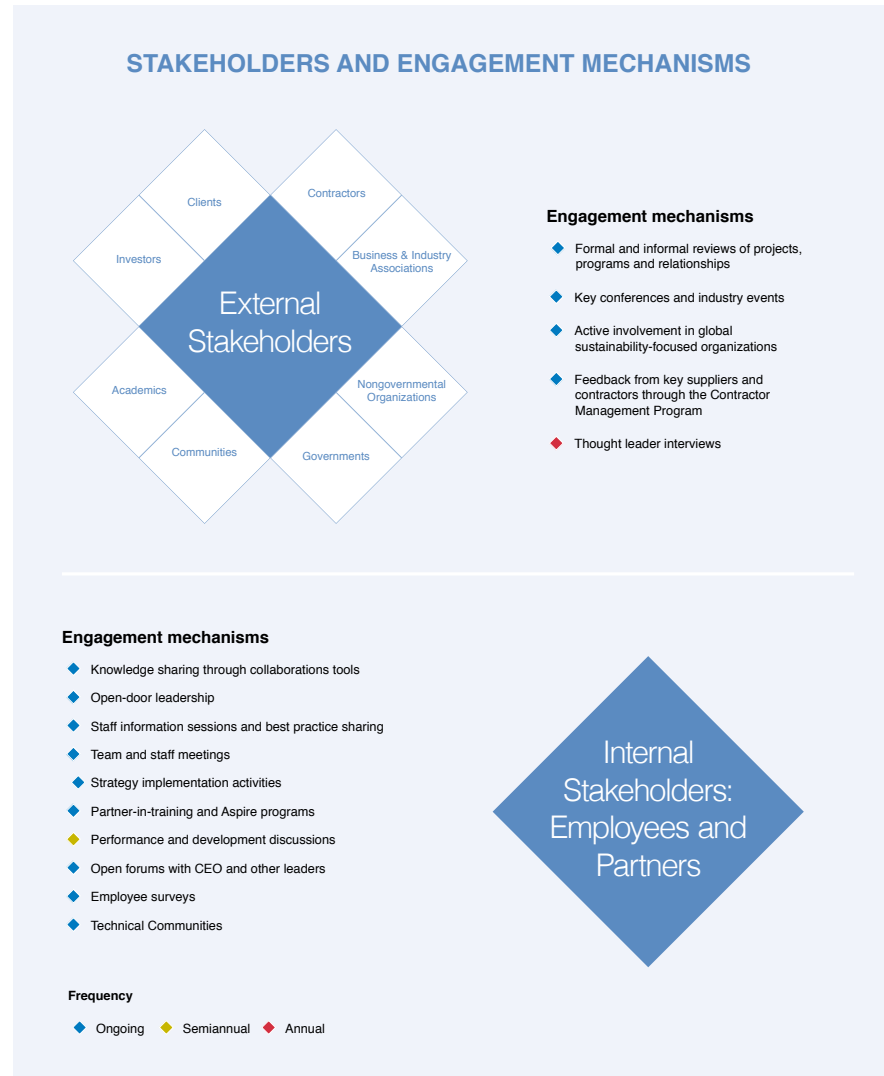 STAKEHOLDERS AND ENGAGEMENT MECHANISMS
Clients
Contractors
Investors
Business & Industry
Associations
External
Stakeholders
Academics
Nongovernmental
Organizations
Communities
Governments
Engagement mechanisms
Formal and informal reviews of projects,
programs and relationships
Key conferences and industry events
Active involvement in global
sustainability-focused organizations
Feedback from key suppliers and
contractors through the Contractor
Management Program
Thought leader interviews
Engagement mechanisms
Knowledge sharing through collaborations tools
Open-door leadership
Staff information sessions and best practice sharing
Team and staff meetings
Strategy implementation activities
Partner-in-training and Aspire programs
Performance and development discussions
Open forums with CEO and other leaders
Employee surveys
Technical Communities
Internal
Stakeholders:
Employees and
Partners
Frequency
Ongoing Semiannual Annual